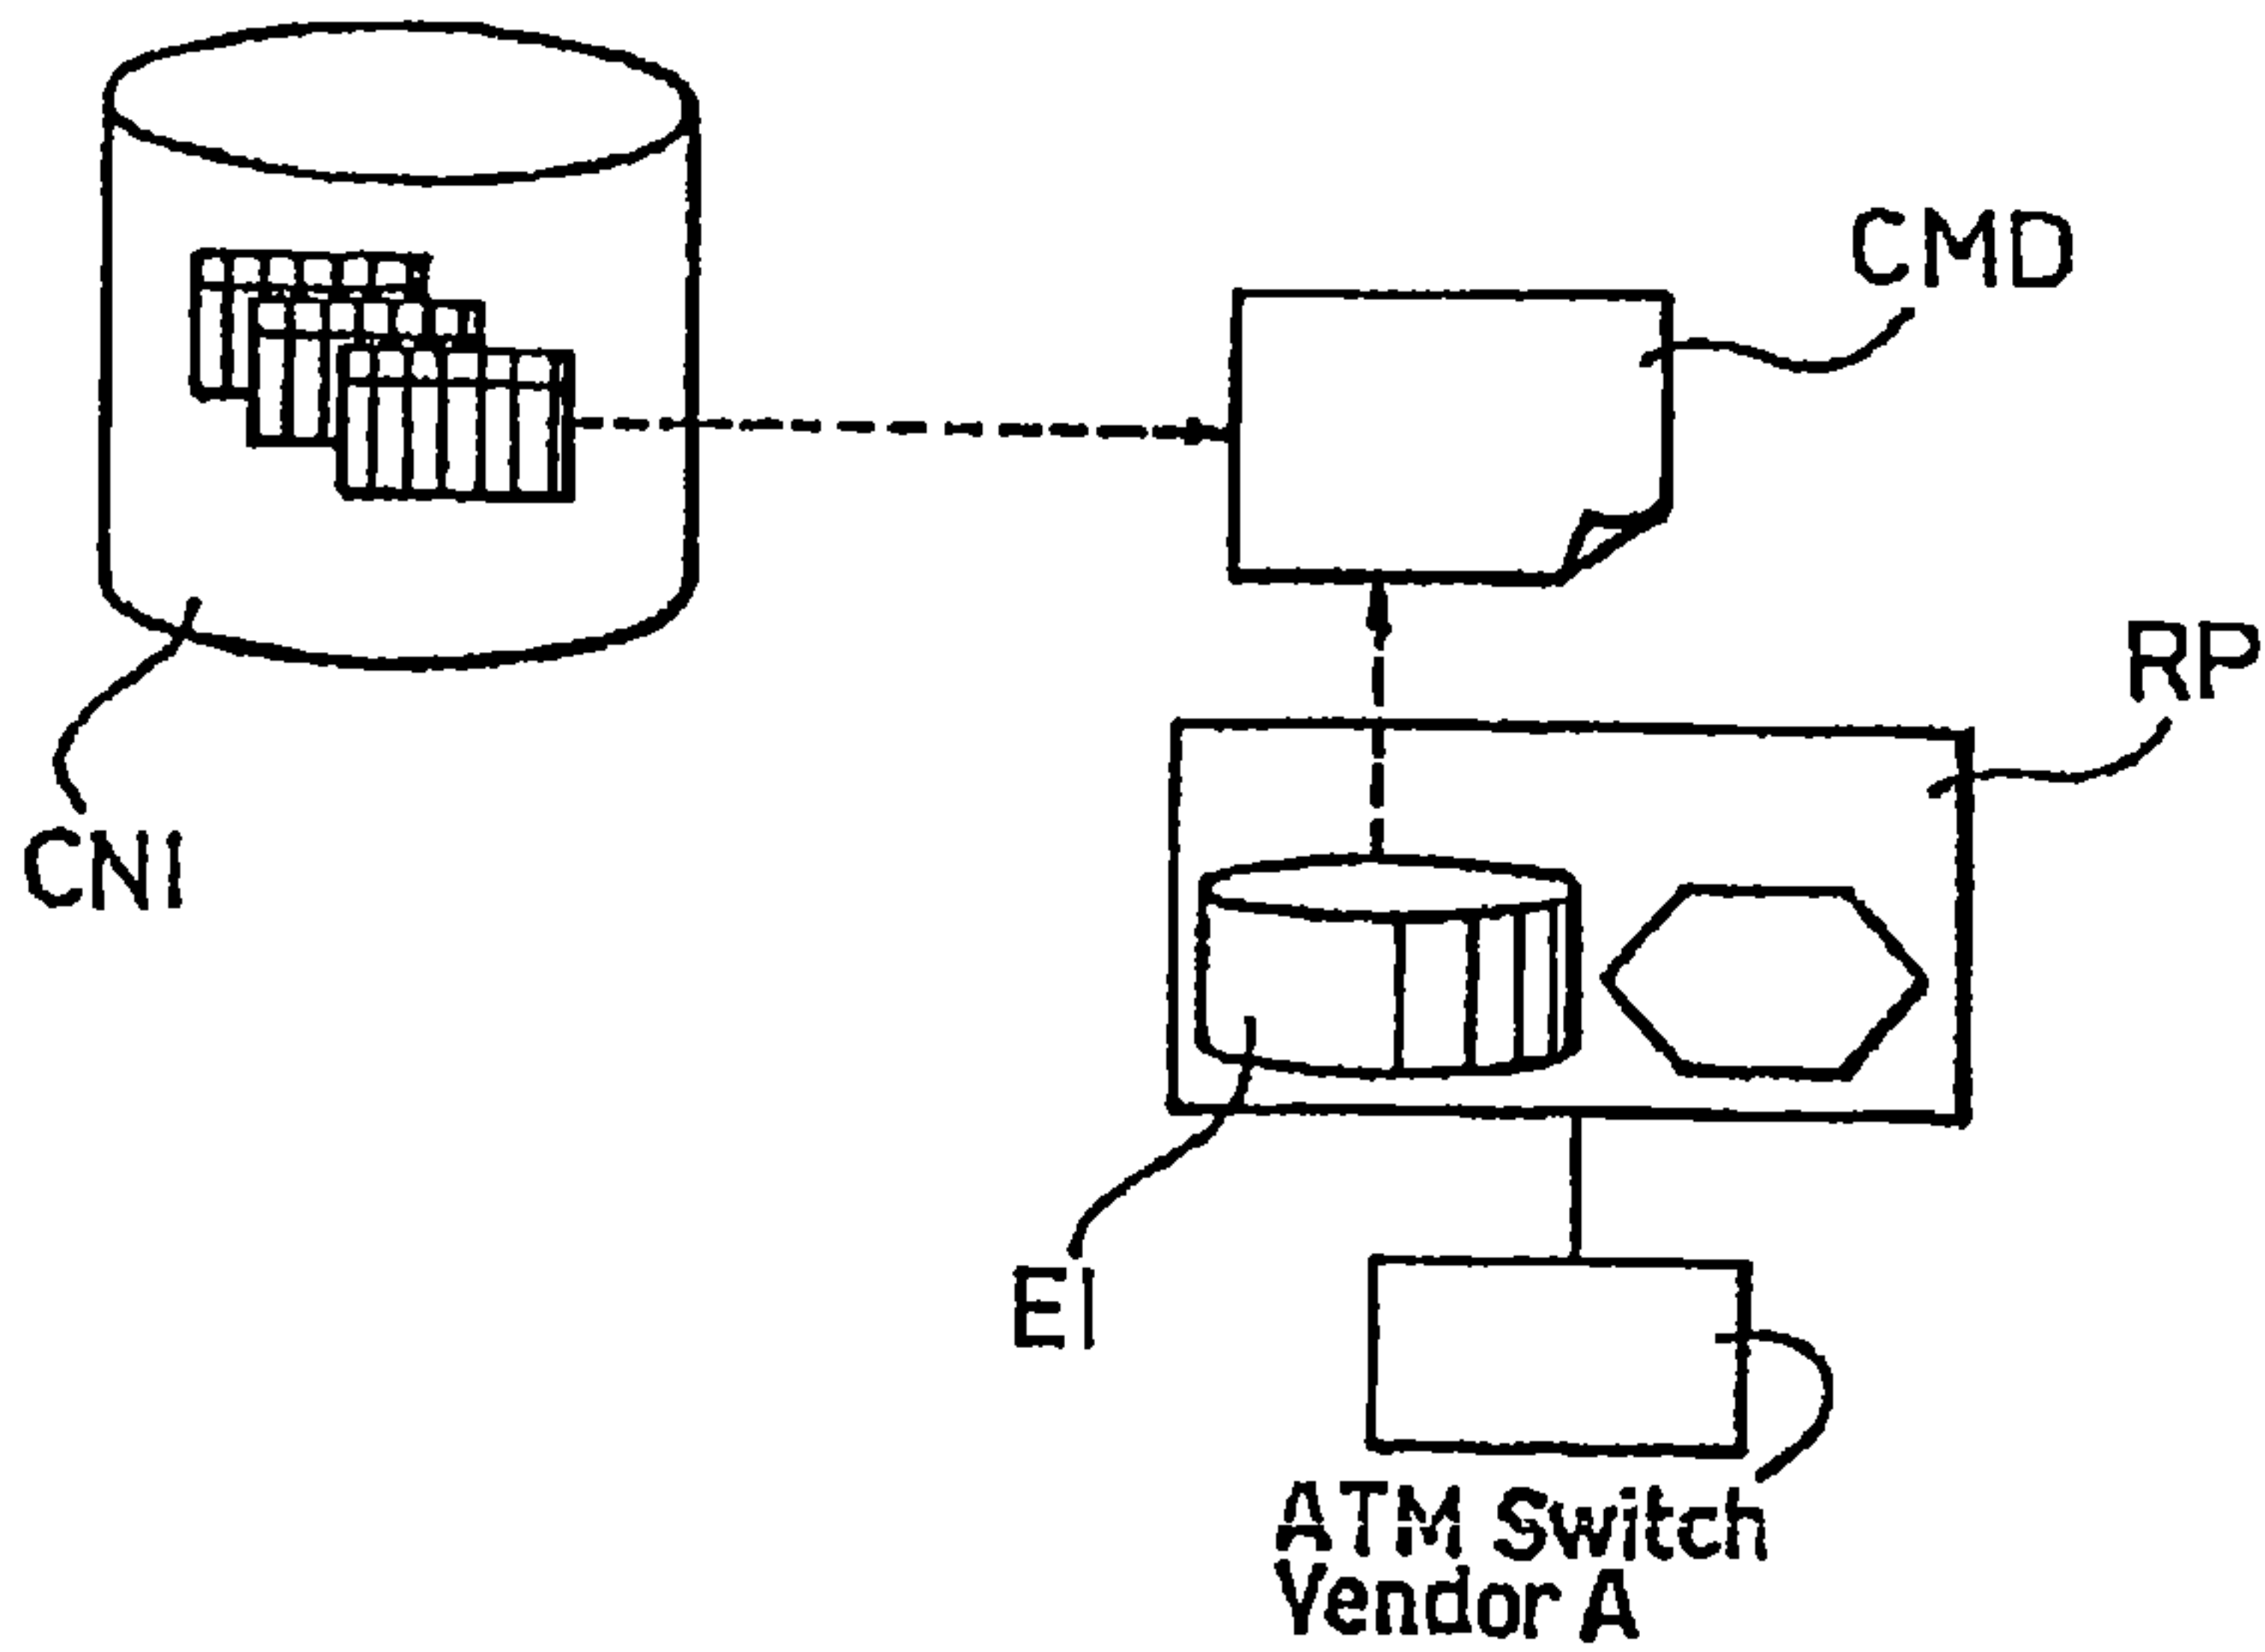 CMD
RP
CNI
EI
ATM Switch
Vendor A